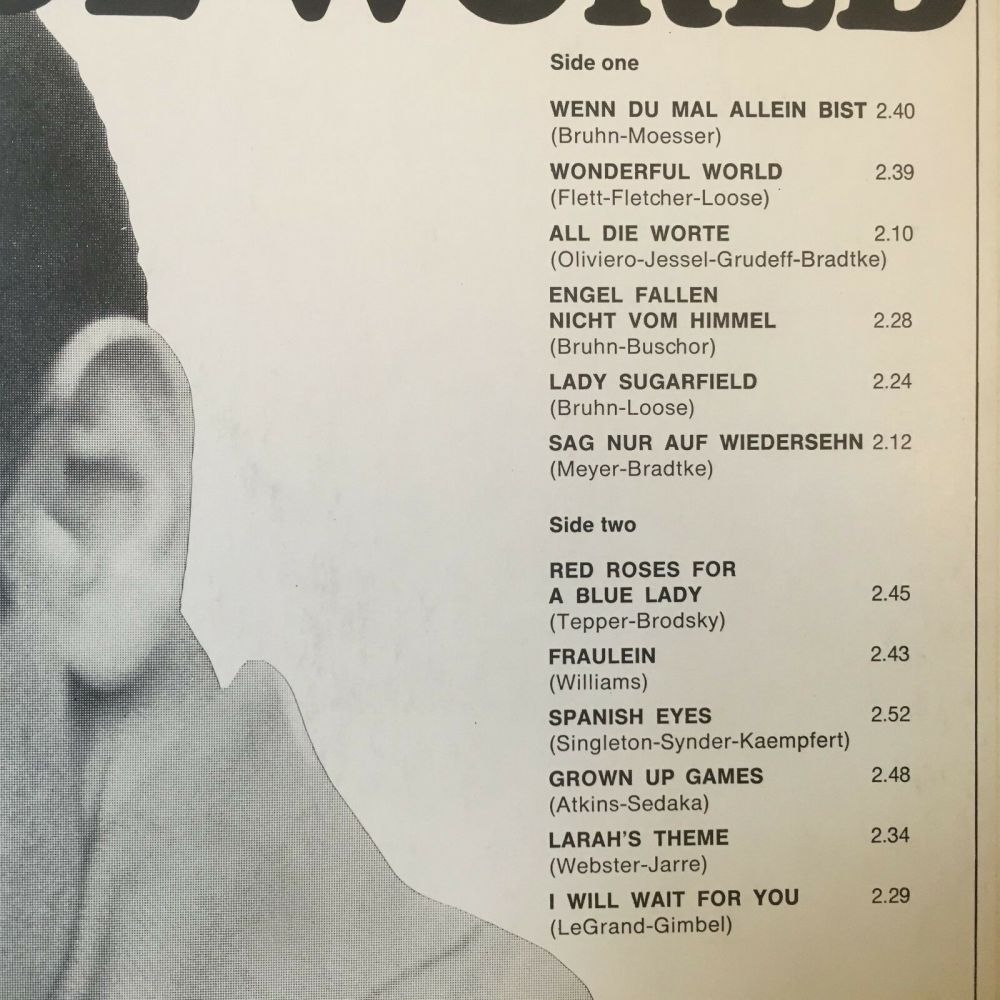 WORLD
Side one
WENN DU MAL ALLEIN BIST 2.40
(Bruhn-Moesser)
WONDERFUL WORLD 2.39
(Flett-Fletcher-Loose)
ALL DIE WORTE 2.10
(Oliviero-Jessel-Grudeff-Bradtke)
ENGEL FALLEN
NICHT VOM HIMMEL 2.28
(Bruhn-Buschor)
LADY SUGARFIELD 2.24
(Bruhn-Loose)
SAG NUR AUF WIEDERSEHN 2.12
(Meyer-Bradtke)
Side two
RED ROSES FOR
A BLUE LADY 2.45
(Tepper-Brodsky)
FRAULEIN 2.43
(Williams)
SPANISH EYES 2.52
(Singleton-Synder-Kaempfert)
GROWN UP GAMES 2.48
(Atkins-Sedaka)
LARAH'S THEME 2.34
(Webster-Jarre)
I WILL WAIT FOR YOU 2.29
(LeGrand-Gimbel)